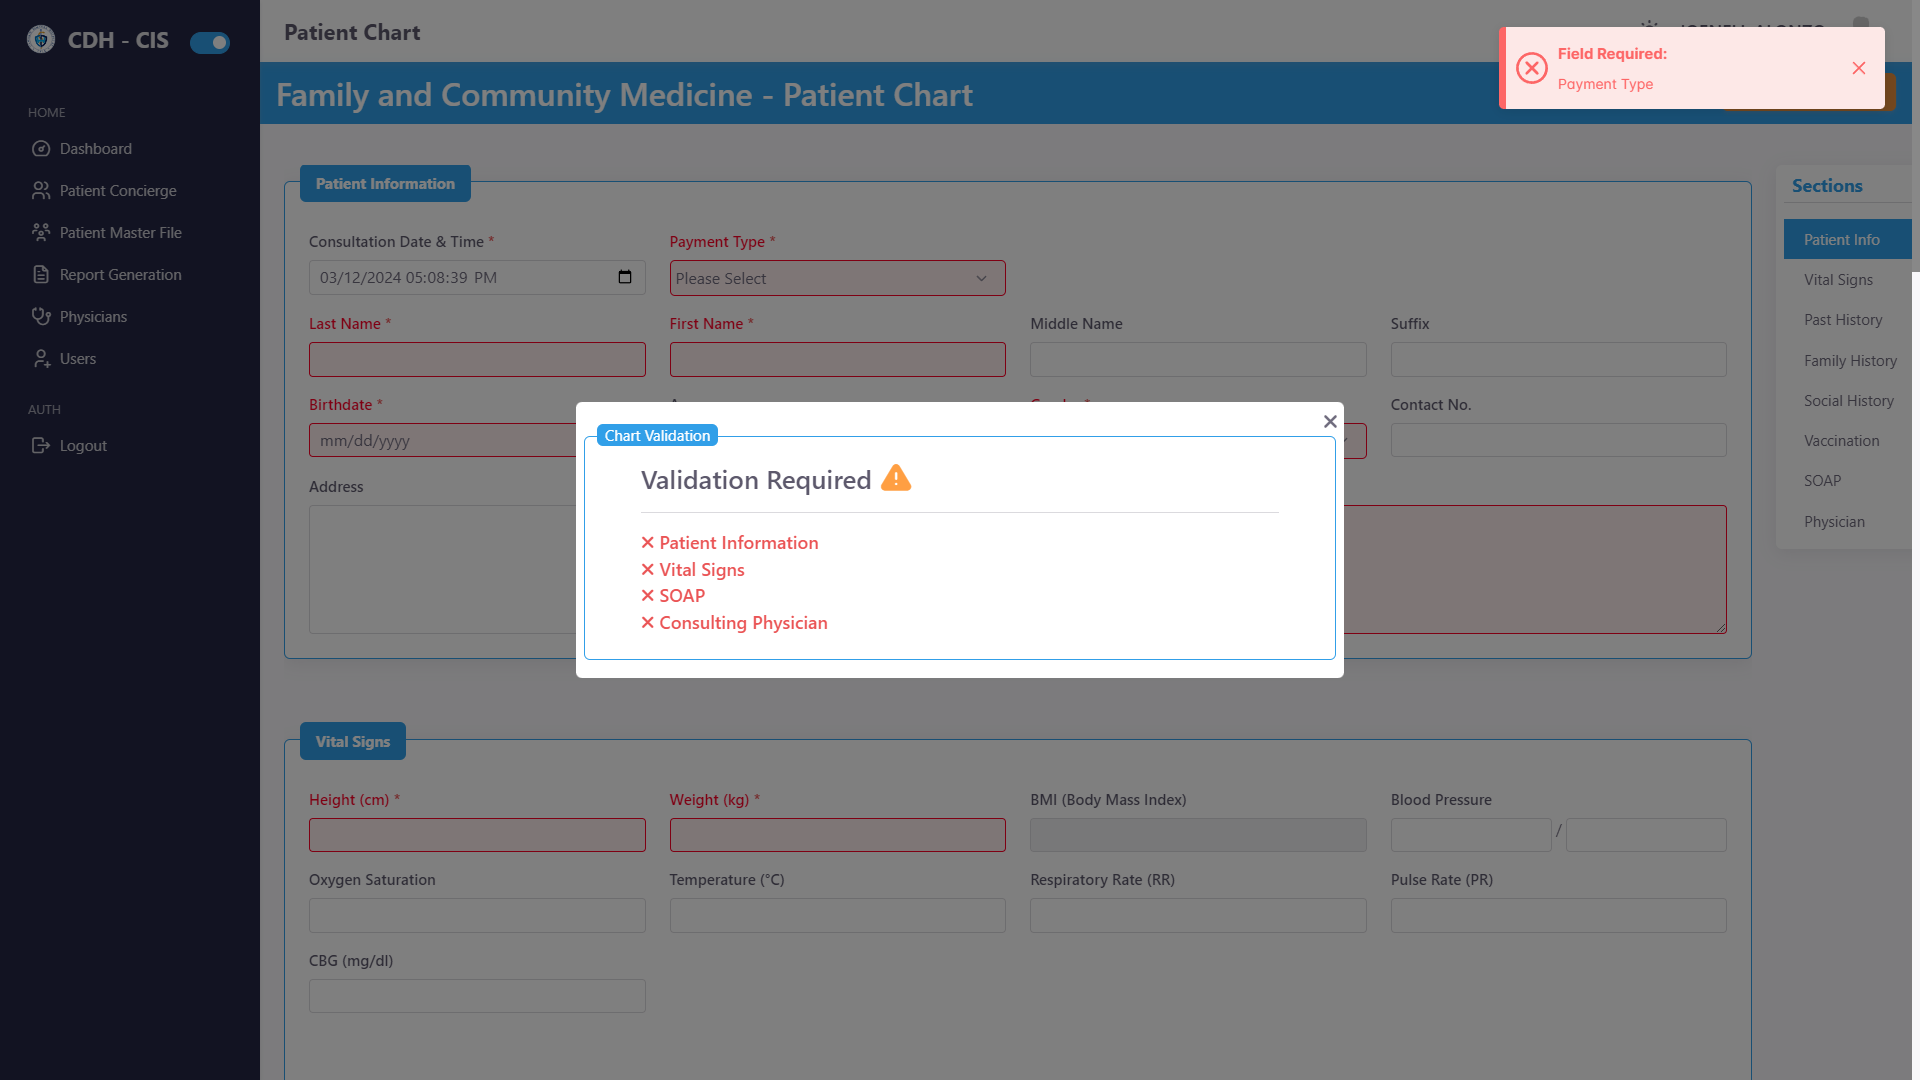 CDH - CIS
HOME
Dashboard
Patient Concierge
Patient Master File
Report Generation
Physicians
Users
AUTH
Logout
Patient Chart
Family and Community Medicine - Patient Chart
Field Required:
Payment Type
Patient Information
Consultation Date & Time *
03/12/2024 05:08:39 PM
Payment Type *
Please Select
Last Name *
First Name *
Middle Name
Suffix
Birthdate *
mm/dd/yyyy
Contact No.
Address
Chart Validation
Validation Required
Patient Information
Vital Signs
SOAP
Consulting Physician
Vital Signs
Height (cm) *
Weight (kg) *
BMI (Body Mass Index)
Blood Pressure
/
Oxygen Saturation
Temperature (°C)
Respiratory Rate (RR)
Pulse Rate (PR)
CBG (mg/dl)
Sections
Patient Info
Vital Signs
Past History
Family History
Social History
Vaccination
SOAP
Physician